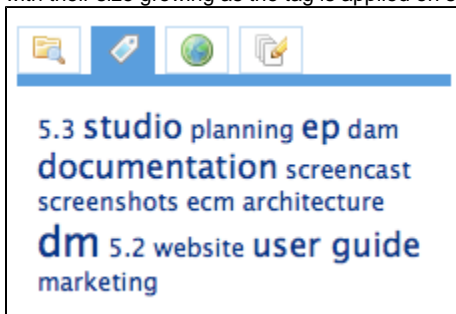 with their size growing as the tag is applied on
5.3 studio planning ep dam
documentation screencast
screenshots ecm architecture
dm 5.2 website user guide
marketing